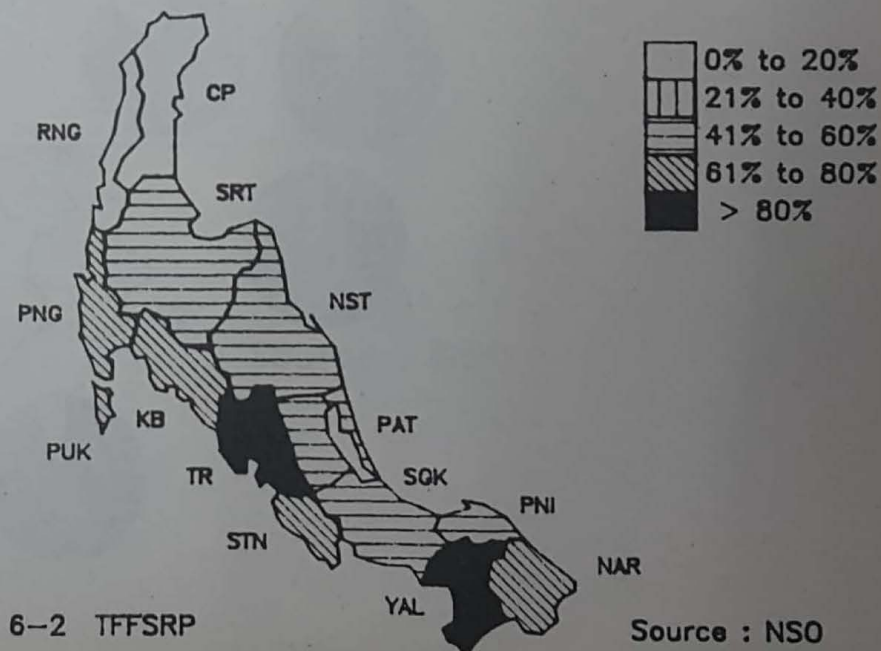 0% to 20%
21% to 40%
41% to 60%
61% to 80%
> 80%
CP
RNG
SRT
PNG
NST
KB
PUK
PAT
TR
SGK
PNI
STN
NAR
YAL
6-2 TFFSRP
Source : NSO